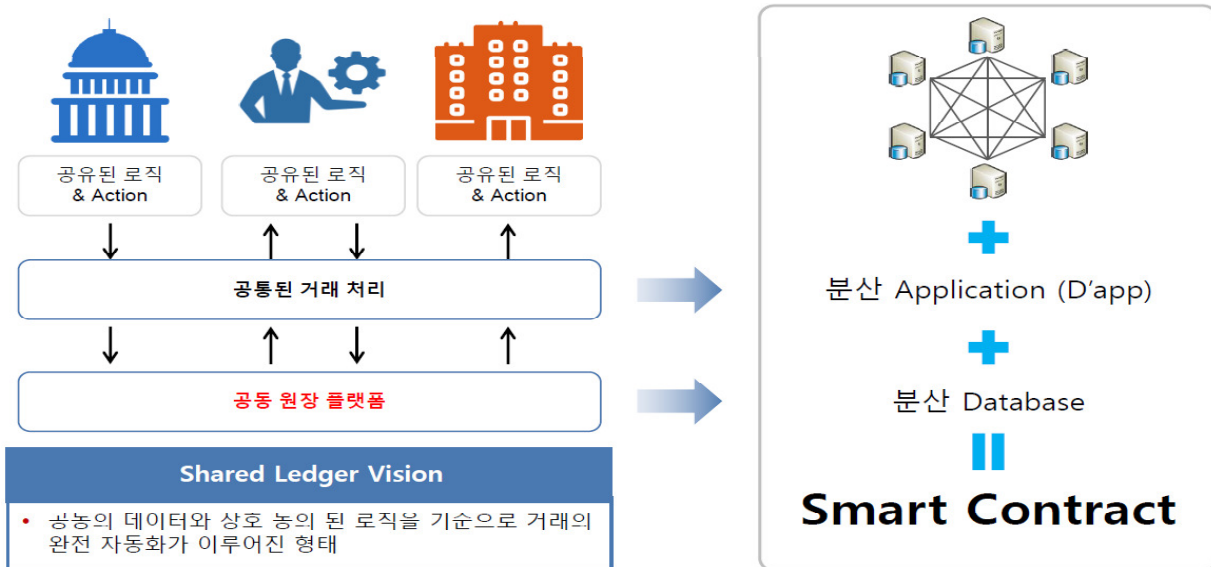 공유된 로직
& Action
공유된 로직
& Action
공유된 로직
& Action
공통된 거래 처리
공동 원장 플랫폼
Shared Ledger Vision
• 공농의 데이터와 상호 농의 된 로직을 기준으로 거래의
완전 자동화가 이루어진 형태
분산 Application (D’app)
분산 Database
Smart Contract